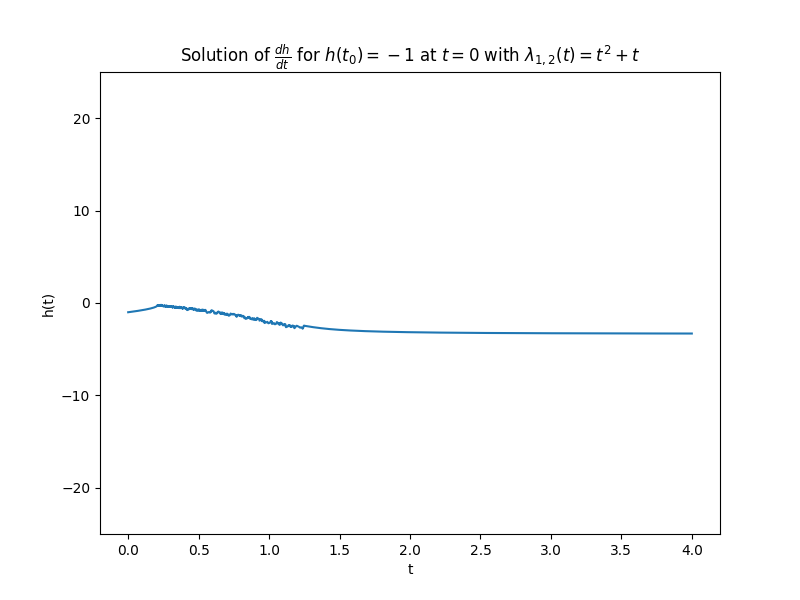 Solution of $\frac{dh}{dt}$ for $h(t_0) = -1$ at $t = 0$ with $\lambda_{1,2}(t) = t^2 + t$
20
10
0
−10
−20
h(t)
0.0 0.5 1.0 1.5 2.0 2.5 3.0 3.5 4.0
t